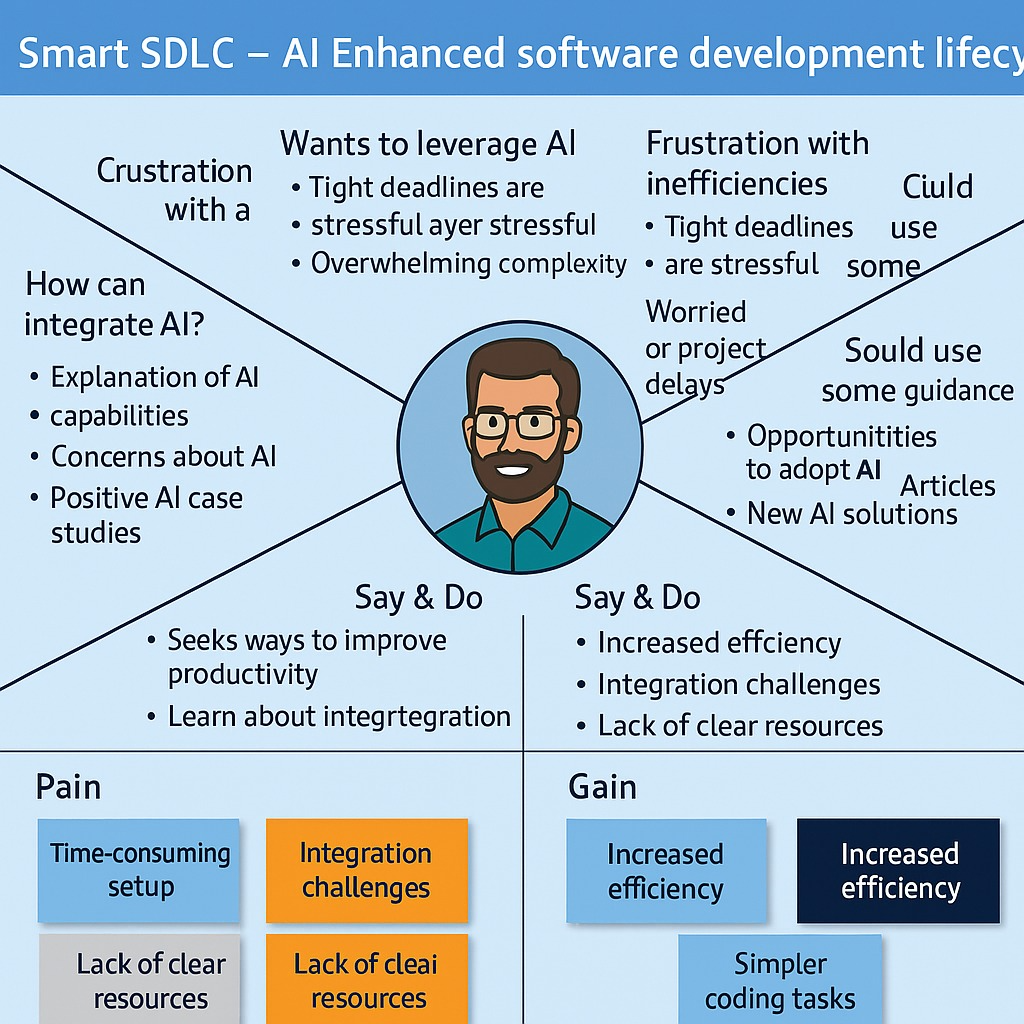 Smart SDLC – AI Enhanced software development lifecy
Crustration
with a
Wants to leverage AI
• Tight deadlines are
• stressful ayer stressful
• Overwhelming complexity
Frustration with
inefficiencies
• Tight deadlines
• are stressful
Ciuld
use
some
Worried
or project
delays
How can
integrate AI?
• Explanation of AI
• capabilities
• Concerns about AI
• Positive AI case
studies
Sould use
some guidance
• Opportunitities
to adopt AI
Articles
• New AI solutions
Say & Do
• Seeks ways to improve
productivity
• Learn about integrtegration
Say & Do
• Increased effciency
• Integration challenges
• Lack of clear resources
Pain
Time-consuming
setup
Integration
challenges
Lack of clear
resources
Lack of cleai
resources
Gain
Increased
efficiency
Increased
efficiency
Simpler
coding tasks